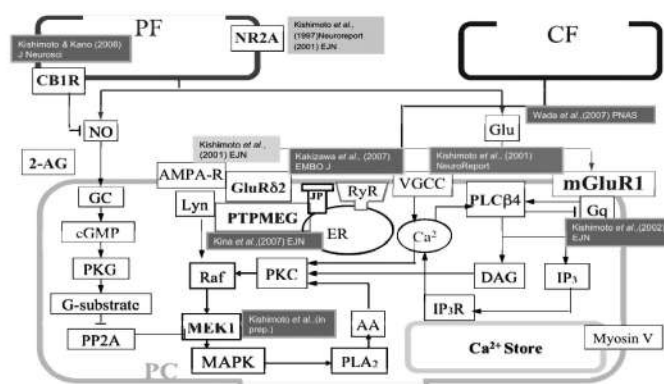 PF
CF
Kishimoto & Kano (2006)
J Neurosci
NR2A
Kishimoto et al.,
(1997)Neuroreport
(2001) EJN
CB1R
Wada et al.,(2007) PNAS
NO
Glu
2-AG
Kishimoto et al.,
(2001) EJN
Kakizawa et al., (2007)
EMBO J
Kishimoto et al., (2001)
NeuroReport
AMPA-R
GluRδ2
JP
RyR
VGCC
PLCβ4
mGluR1
Gq
GC
Lyn
PTPMEG
ER
Ca²
Kishimoto et al.,(2002)
EJN
cGMP
Kina et al.,(2007) EJN
PKG
Raf
PKC
DAG
IP₃
G-substrate
IP₃R
PP2A
MEK1
Kishimoto et al.,(in
prep.)
AA
Ca²⁺ Store
Myosin V
PC
MAPK
PLA₂